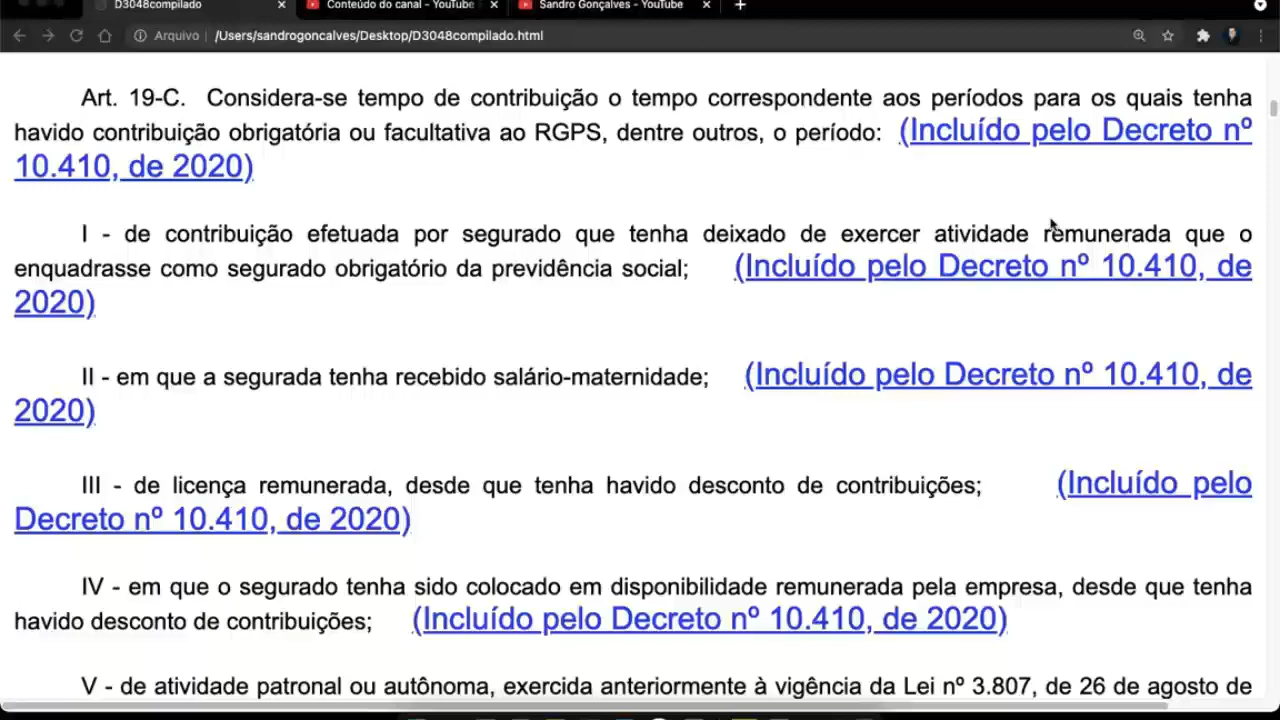 D3048compilado
Conteúdo do canal - YouTube
Sandro Gonçalves - YouTube
Arquivo
/Users/sandrogoncalves/Desktop/D3048compilado.html
Art. 19-C. Considera-se tempo de contribuição o tempo correspondente aos períodos para os quais tenha
havido contribuição obrigatória ou facultativa ao RGPS, dentre outros, o período: (Incluído pelo Decreto nº
10.410, de 2020)
I - de contribuição efetuada por segurado que tenha deixado de exercer atividade remunerada que o
enquadrasse como segurado obrigatório da previdência social; (Incluído pelo Decreto nº 10.410, de
2020)
II - em que a segurada tenha recebido salário-maternidade; (Incluído pelo Decreto nº 10.410, de
2020)
III - de licença remunerada, desde que tenha havido desconto de contribuições; (Incluído pelo
Decreto nº 10.410, de 2020)
IV - em que o segurado tenha sido colocado em disponibilidade remunerada pela empresa, desde que tenha
havido desconto de contribuições; (Incluído pelo Decreto nº 10.410, de 2020)
V - de atividade patronal ou autônoma, exercida anteriormente à vigência da Lei nº 3.807, de 26 de agosto de